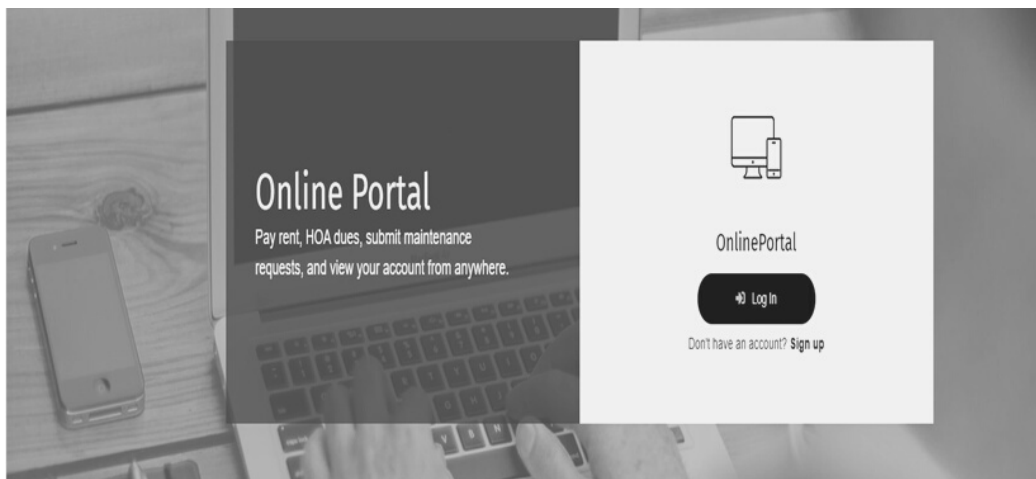 Online Portal
Pay rent, HOA dues, submit maintenance
requests, and view your account from anywhere.
OnlinePortal
Log In
Don't have an account? Sign up